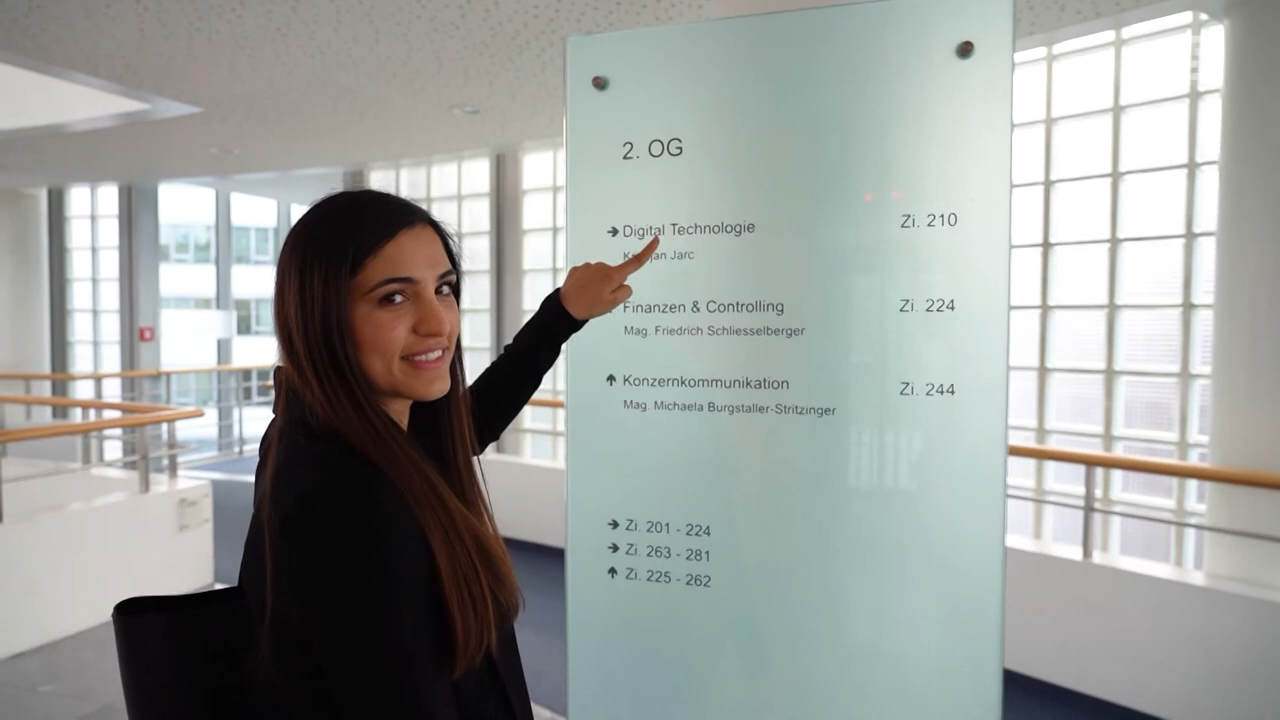 2. OG
→ Digital Technologie Zi. 210
Jarc
Finanzen & Controlling Zi. 224
Mag. Friedrich Schliesselberger
↑ Konzernkommunikation Zi. 244
Mag. Michaela Burgstaller-Stritzinger
→ Zi. 201 - 224
→ Zi. 263 - 281
↑ Zi. 225 - 262